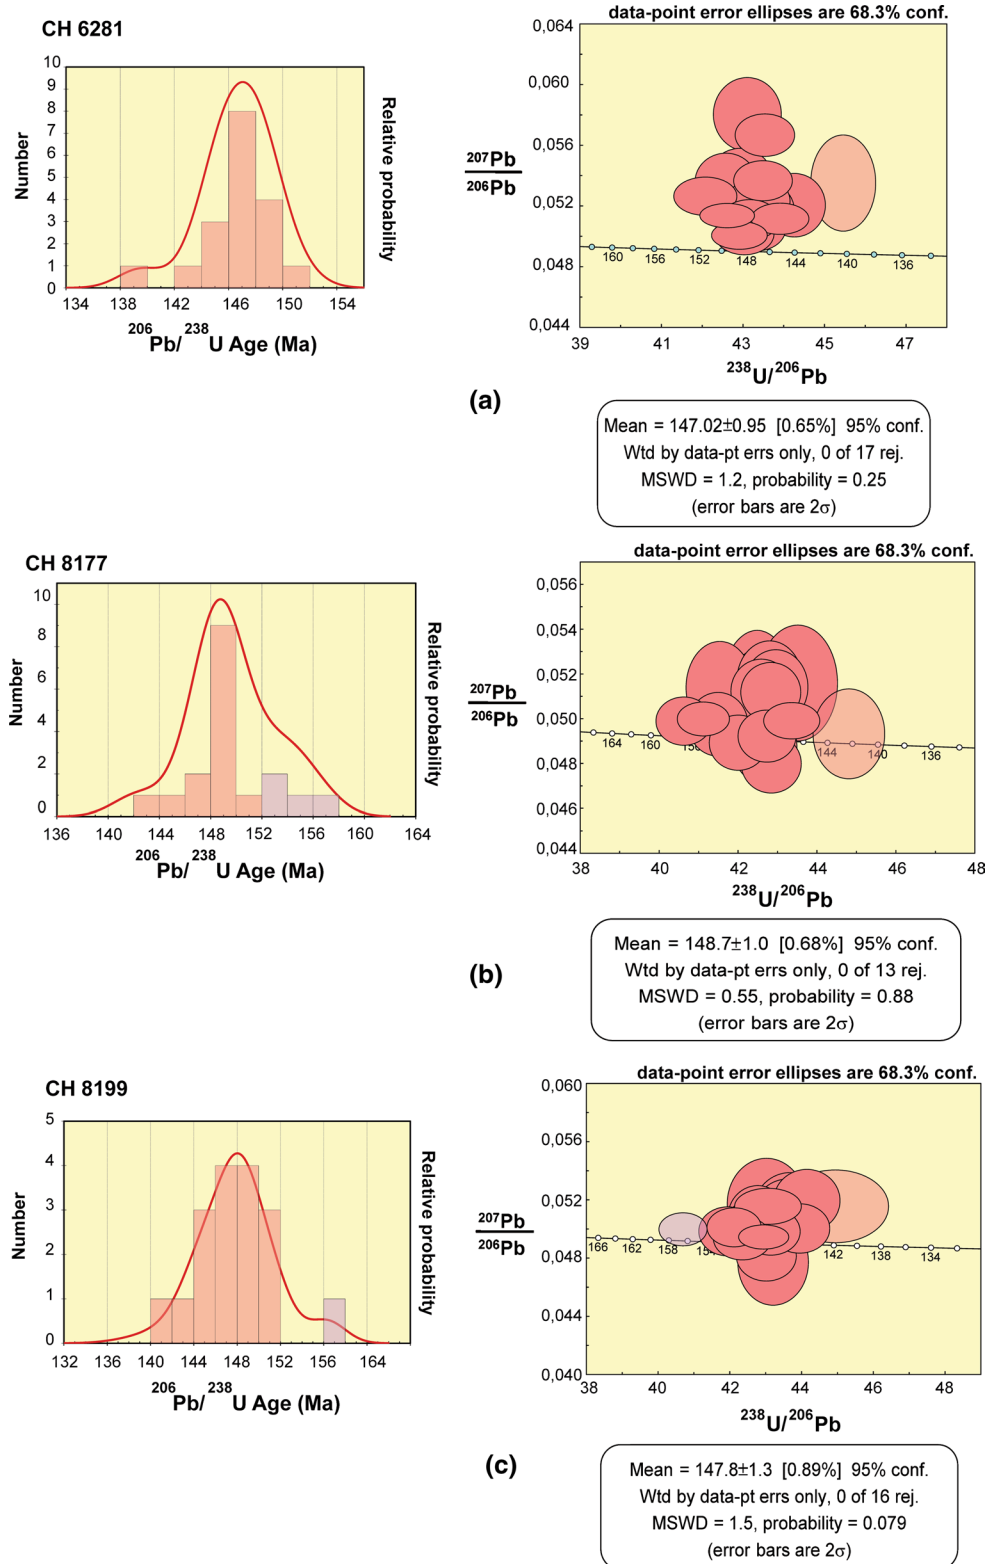 CH 6281
10
9
8
7
6
5
4
3
2
1
0
Number
Relative probability
134 138 142 146 150 154
206Pb/238U Age (Ma)
data-point error ellipses are 68.3% conf.
0,064
0,060
0,056
0,052
0,048
0,044
207Pb
206Pb
160 156 152 148 144 140 136
39 41 43 45 47
238U/206Pb
(a)
Mean = 147.02±0.95 [0.65%] 95% conf.
Wtd by data-pt errs only, 0 of 17 rej.
MSWD = 1.2, probability = 0.25
(error bars are 2σ)
CH 8177
10
8
6
4
2
0
Number
Relative probability
136 140 144 148 152 156 160 164
206Pb/238U Age (Ma)
data-point error ellipses are 68.3% conf.
0,056
0,054
0,052
0,050
0,048
0,046
0,044
207Pb
206Pb
164 160 144 140 136
38 40 42 44 46 48
238U/206Pb
(b)
Mean = 148.7±1.0 [0.68%] 95% conf.
Wtd by data-pt errs only, 0 of 13 rej.
MSWD = 0.55, probability = 0.88
(error bars are 2σ)
CH 8199
5
4
3
2
1
0
Number
Relative probability
132 136 140 144 148 152 156 164
206Pb/238U Age (Ma)
data-point error ellipses are 68.3% conf.
0,060
0,056
0,052
0,048
0,044
0,040
207Pb
206Pb
166 162 158 142 138 134
38 40 42 44 46 48
238U/206Pb
(c)
Mean = 147.8±1.3 [0.89%] 95% conf.
Wtd by data-pt errs only, 0 of 16 rej.
MSWD = 1.5, probability = 0.079
(error bars are 2σ)